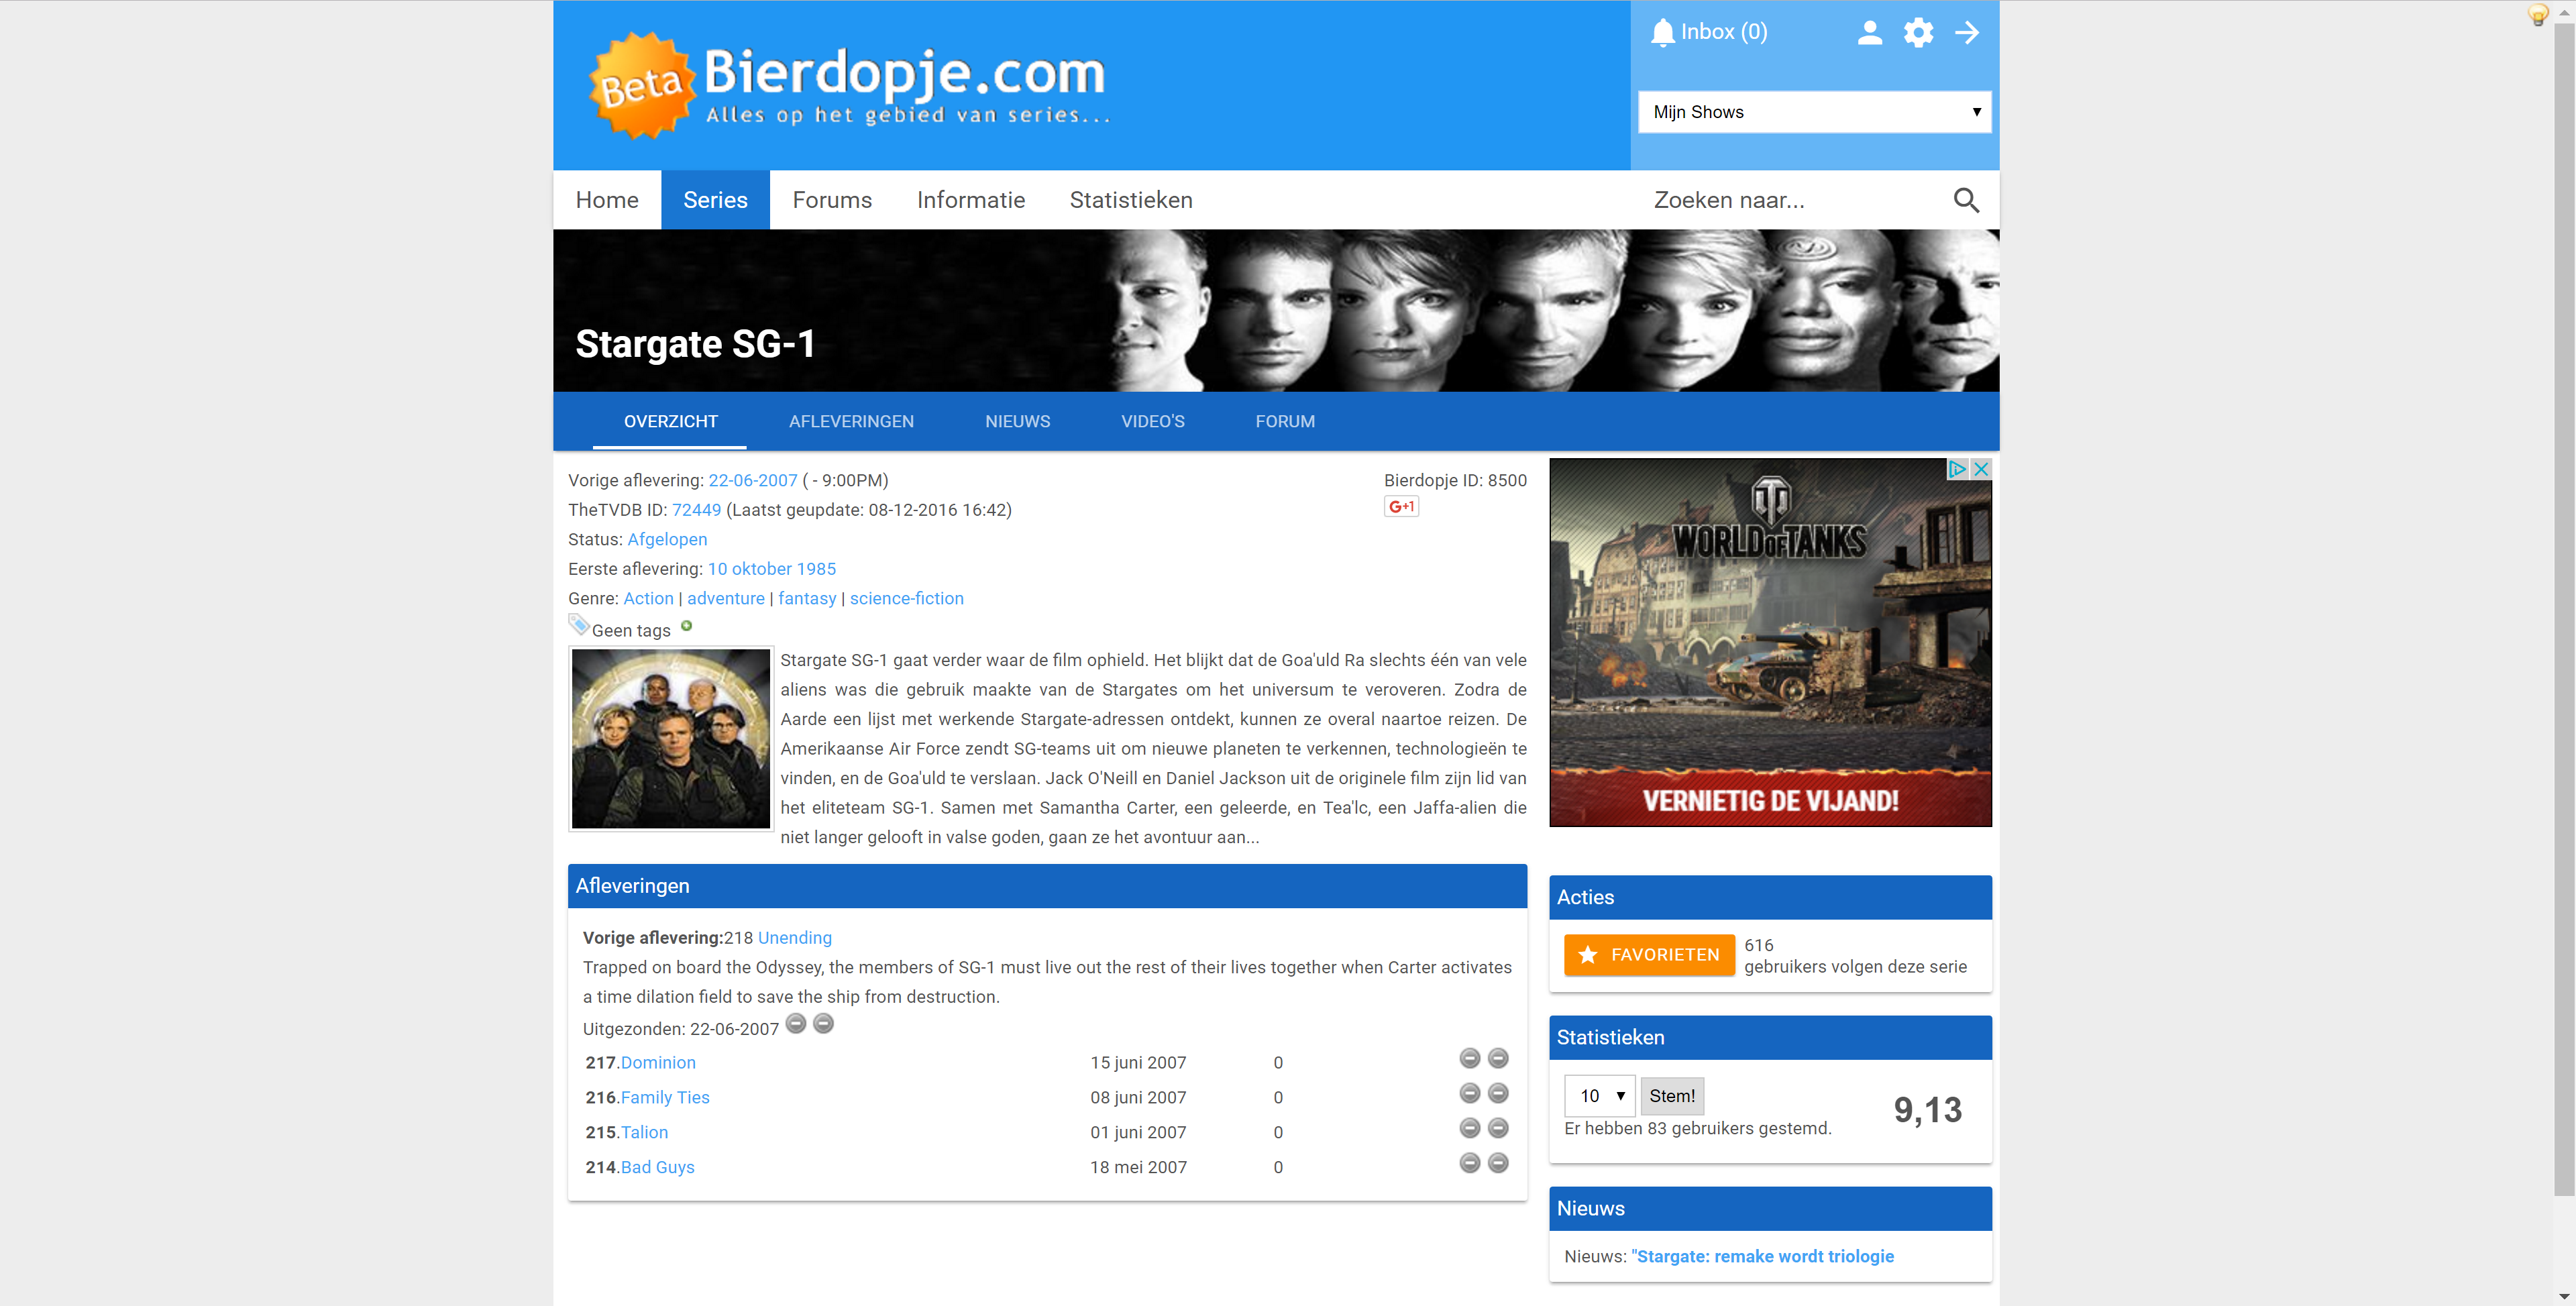 Beta
Bierdopje.com
Alles op het gebied van series...
Inbox (0)
Mijn Shows
Home
Series
Forums
Informatie
Statistieken
Zoeken naar...
Stargate SG-1
OVERZICHT
AFLEVERINGEN
NIEUWS
VIDEO'S
FORUM
Vorige aflevering: 22-06-2007 ( - 9:00PM)
TheTVDB ID: 72449 (Laatst geupdate: 08-12-2016 16:42)
Status: Afgelopen
Eerste aflevering: 10 oktober 1985
Genre: Action | adventure | fantasy | science-fiction
Geen tags
Bierdopje ID: 8500
G+1
Stargate SG-1 gaat verder waar de film ophield. Het blijkt dat de Goa'uld Ra slechts één van vele
aliens was die gebruik maakte van de Stargates om het universum te veroveren. Zodra de
Aarde een lijst met werkende Stargate-adressen ontdekt, kunnen ze overal naartoe reizen. De
Amerikaanse Air Force zendt SG-teams uit om nieuwe planeten te verkennen, technologieën te
vinden, en de Goa'uld te verslaan. Jack O'Neill en Daniel Jackson uit de originele film zijn lid van
het eliteteam SG-1. Samen met Samantha Carter, een geleerde, en Tea'lc, een Jaffa-alien die
niet langer gelooft in valse goden, gaan ze het avontuur aan...
WORLD OF TANKS
VERNIETIG DE VIJAND!
Afleveringen
Vorige aflevering:218 Unending
Trapped on board the Odyssey, the members of SG-1 must live out the rest of their lives together when Carter activates
a time dilation field to save the ship from destruction.
Uitgezonden: 22-06-2007
217.Dominion 15 juni 2007 0
216.Family Ties 08 juni 2007 0
215.Talion 01 juni 2007 0
214.Bad Guys 18 mei 2007 0
Acties
FAVORIETEN
616
gebruikers volgen deze serie
Statistieken
10
Stem!
9,13
Er hebben 83 gebruikers gestemd.
Nieuws
Nieuws: "Stargate: remake wordt triologie